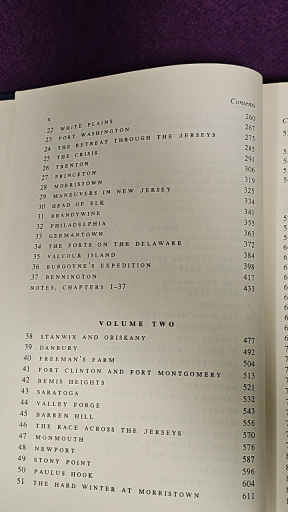 x Contents
22 WHITE PLAINS 260
23 FORT WASHINGTON 267
24 THE RETREAT THROUGH THE JERSEYS 275
25 THE CRISIS 285
26 TRENTON 291
27 PRINCETON 306
28 MORRISTOWN 319
29 MANEUVERS IN NEW JERSEY 325
30 HEAD OF ELK 334
31 BRANDYWINE 340
32 PHILADELPHIA 355
33 GERMANTOWN 363
34 THE FORTS ON THE DELAWARE 372
35 VALCOUR ISLAND 384
36 BURGOYNE'S EXPEDITION 398
37 BENNINGTON 417
NOTES, CHAPTERS 1–37 433
VOLUME TWO
38 STANWIX AND ORISKANY 477
39 DANBURY 492
40 FREEMAN'S FARM 504
41 FORT CLINTON AND FORT MONTGOMERY 513
42 BEMIS HEIGHTS 521
43 SARATOGA 532
44 VALLEY FORGE 543
45 BARREN HILL 556
46 THE RACE ACROSS THE JERSEYS 570
47 MONMOUTH 576
48 NEWPORT 587
49 STONY POINT 596
50 PAULUS HOOK 604
51 THE HARD WINTER AT MORRISTOWN 611